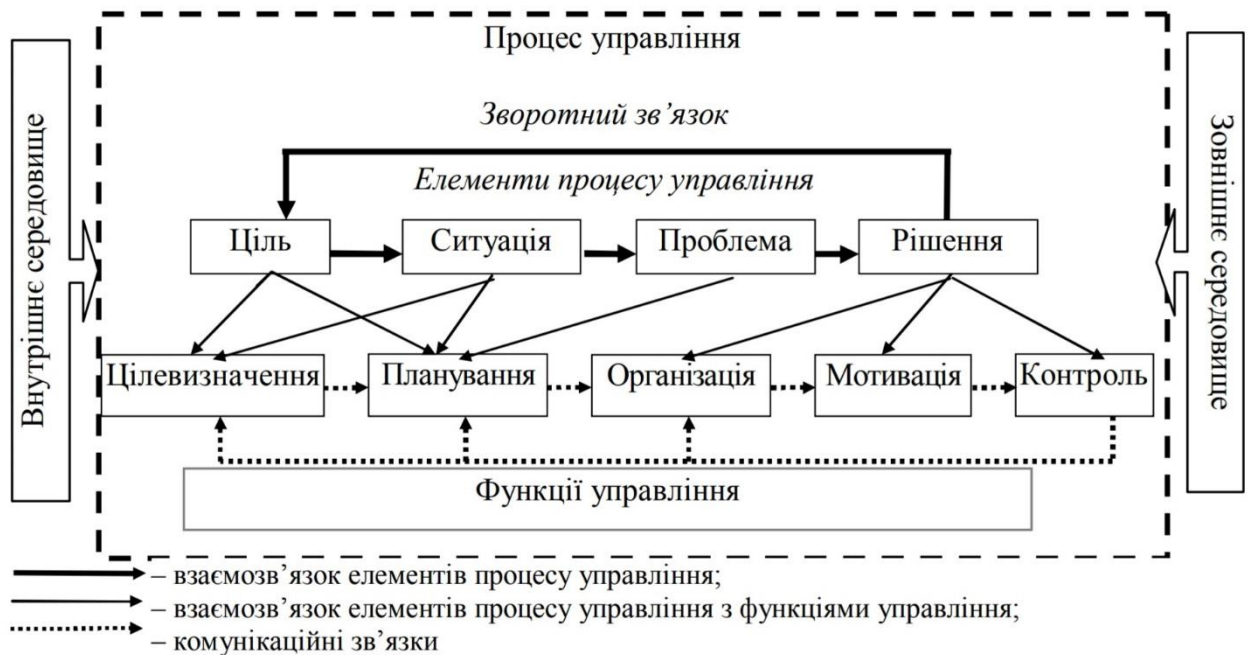 Процес управління
Зворотний зв’язок
Елементи процесу управління
Внутрішнє середовище
Зовнішнє середовище
Ціль
Ситуація
Проблема
Рішення
Цілевизначення
Планування
Організація
Мотивація
Контроль
Функції управління
– взаємозв’язок елементів процесу управління;
– взаємозв’язок елементів процесу управління з функціями управління;
– комунікаційні зв’язки